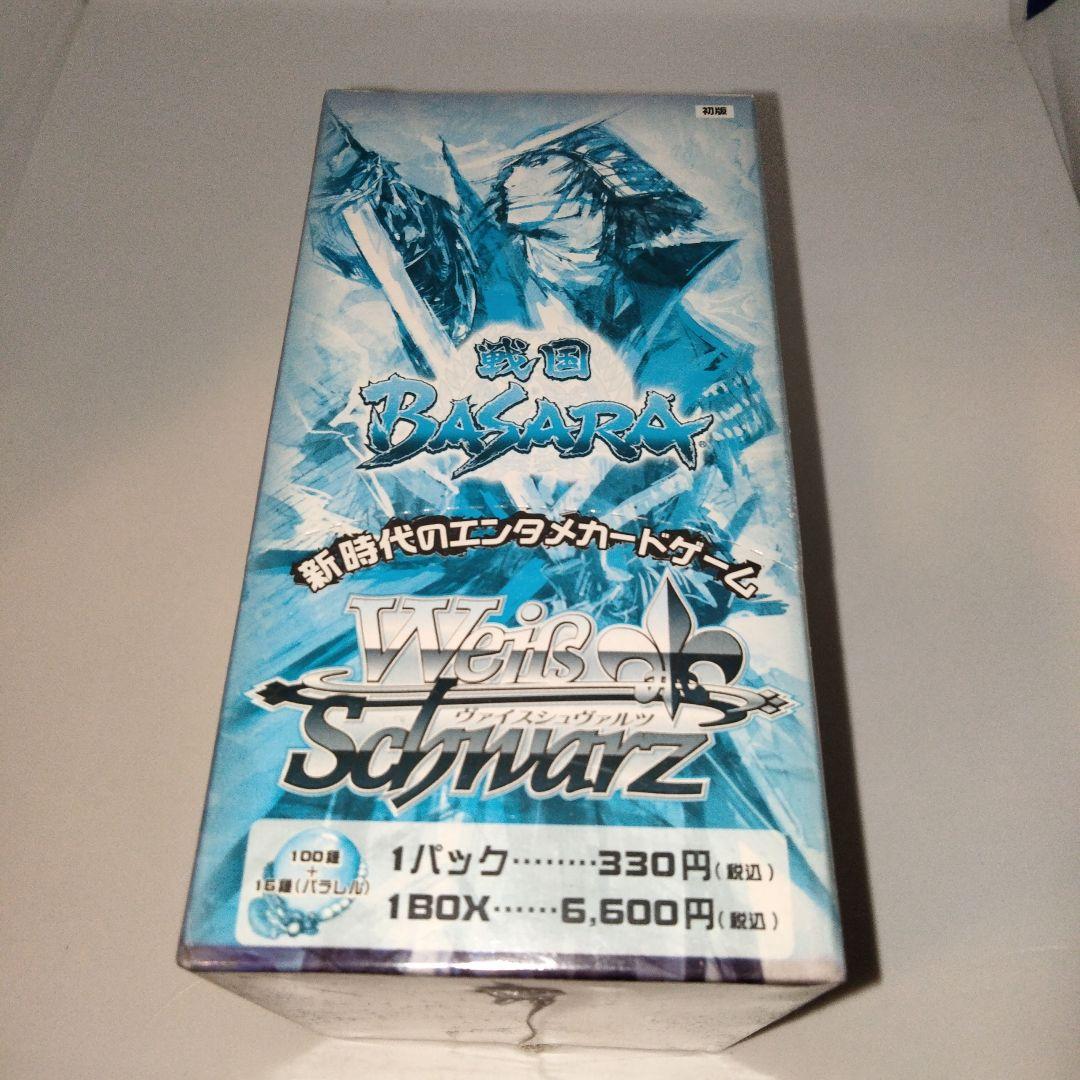 初版
戦国
BASARA®
新時代のエンタメカードゲーム
Weiß
ヴァイスシュヴァルツ
Schwarz
100種
+
15種(パラレル)
1パック………330円(税込)
1BOX……6,600円(税込)